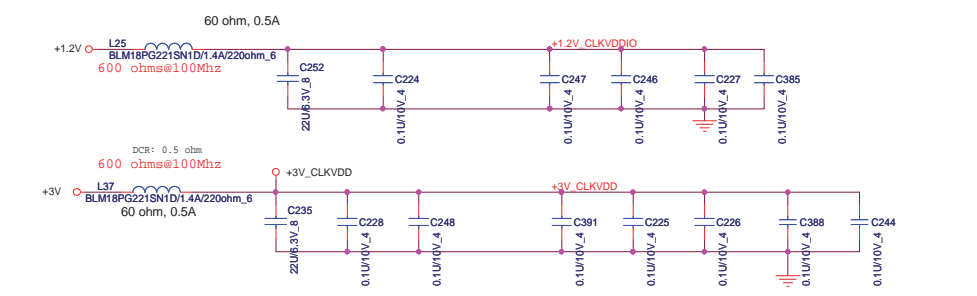 60 ohm, 0.5A
+1.2V
L25
BLM18PG221SN1D/1.4A/220ohm_6
600 ohms@100Mhz
+1.2V_CLKVDDIO
C252
22U/6.3V_8
C224
0.1U/10V_4
C247
0.1U/10V_4
C246
0.1U/10V_4
C227
0.1U/10V_4
C385
0.1U/10V_4
DCR: 0.5 ohm
600 ohms@100Mhz
+3V
L37
BLM18PG221SN1D/1.4A/220ohm_6
60 ohm, 0.5A
+3V_CLKVDD
+3V_CLKVDD
C235
22U/6.3V_8
C228
0.1U/10V_4
C248
0.1U/10V_4
C391
0.1U/10V_4
C225
0.1U/10V_4
C226
0.1U/10V_4
C388
0.1U/10V_4
C244
0.1U/10V_4